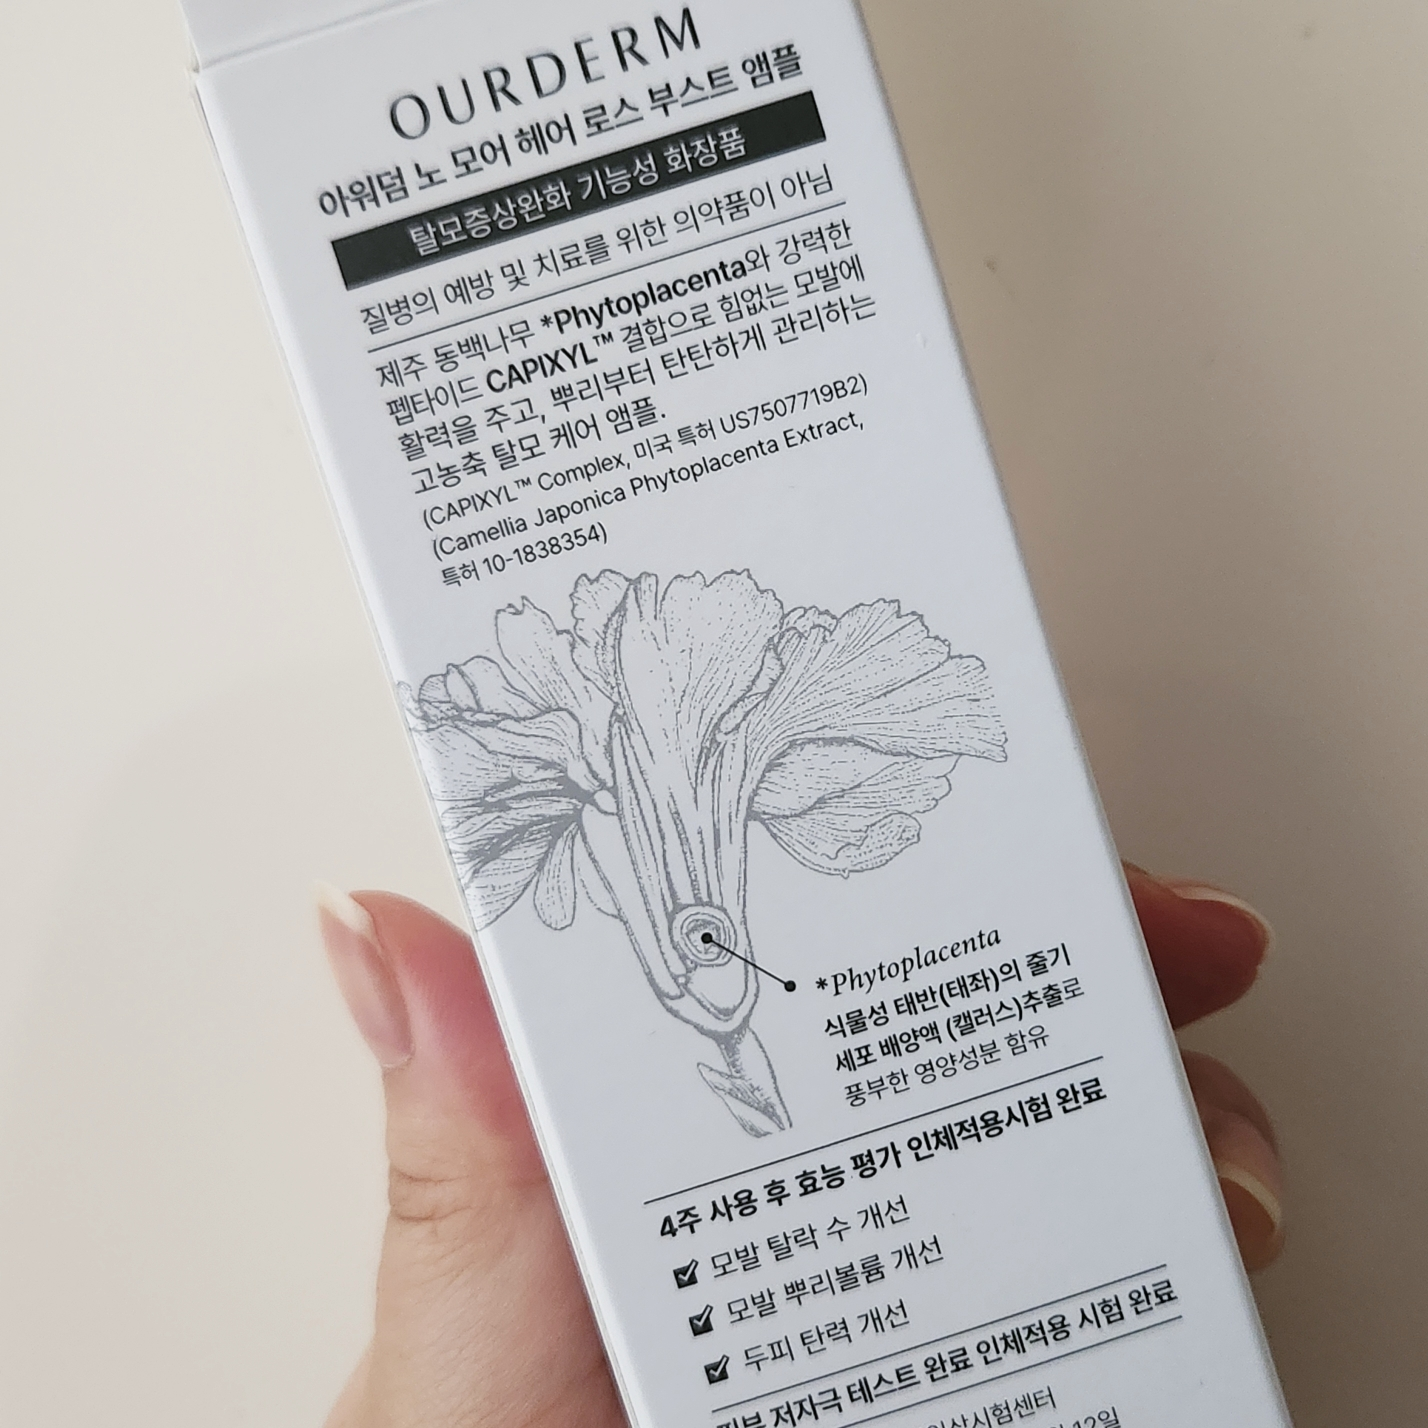 OURDERM
아워덤 노 모어 헤어 로스 부스트 앰플
탈모증상완화 기능성 화장품
질병의 예방 및 치료를 위한 의약품이 아님
제주 동백나무 *Phytoplacenta와 강력한
펩타이드 CAPIXYL™ 결합으로 힘없는 모발에
활력을 주고, 뿌리부터 탄탄하게 관리하는
고농축 탈모 케어 앰플.
(CAPIXYL™ Complex, 미국 특허 US7507719B2)
(Camellia Japonica Phytoplacenta Extract,
특허 10-1838354)
*Phytoplacenta
식물성 태반(태좌)의 줄기
세포 배양액 (캘러스)추출로
풍부한 영양성분 함유
4주 사용 후 효능 평가 인체적용시험 완료
모발 탈락 수 개선
모발 뿌리볼륨 개선
두피 탄력 개선
피부 저자극 테스트 완료 인체적용 시험 완료
12일